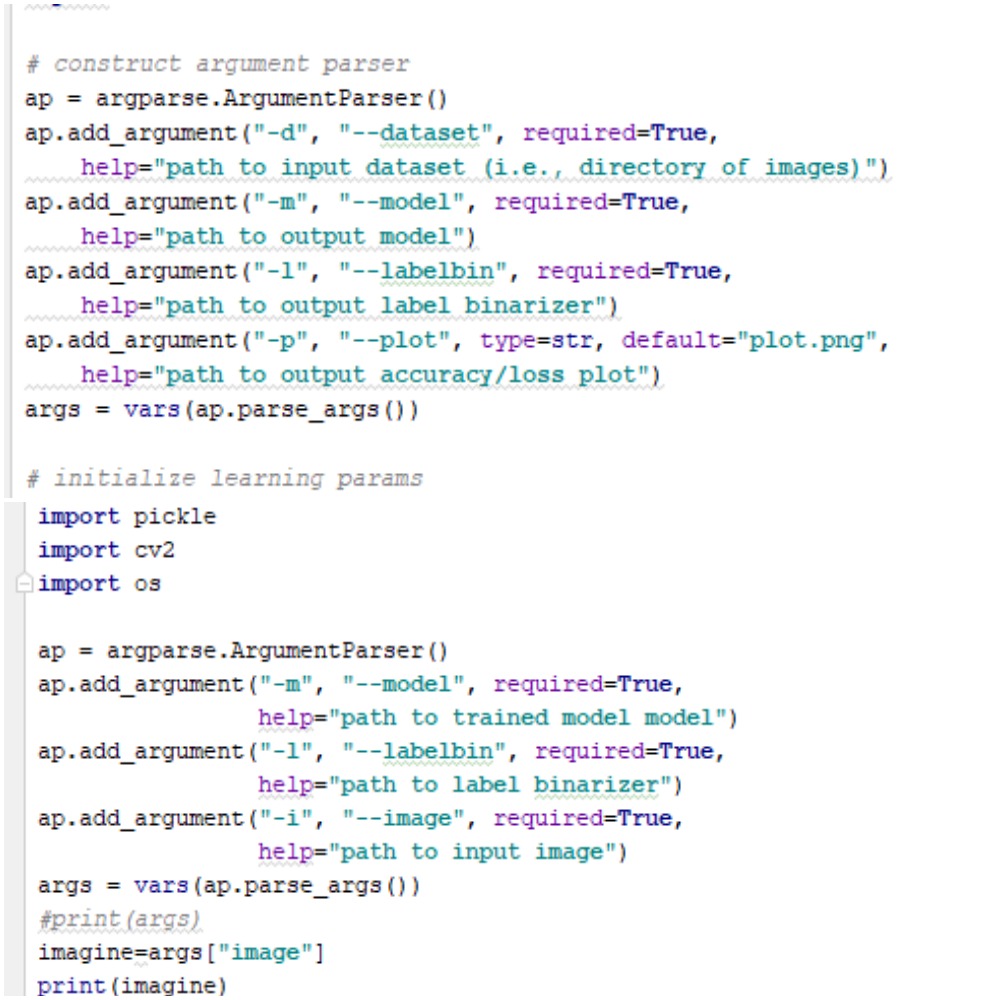 # construct argument parser
ap = argparse.ArgumentParser()
ap.add_argument("-d", "--dataset", required=True,
    help="path to input dataset (i.e., directory of images)")
ap.add_argument("-m", "--model", required=True,
    help="path to output model")
ap.add_argument("-l", "--labelbin", required=True,
    help="path to output label binarizer")
ap.add_argument("-p", "--plot", type=str, default="plot.png",
    help="path to output accuracy/loss plot")
args = vars(ap.parse_args())
# initialize learning params
import pickle
import cv2
import os
ap = argparse.ArgumentParser()
ap.add_argument("-m", "--model", required=True,
                help="path to trained model model")
ap.add_argument("-l", "--labelbin", required=True,
                help="path to label binarizer")
ap.add_argument("-i", "--image", required=True,
                help="path to input image")
args = vars(ap.parse_args())
#print(args)
imagine=args["image"]
print(imagine)